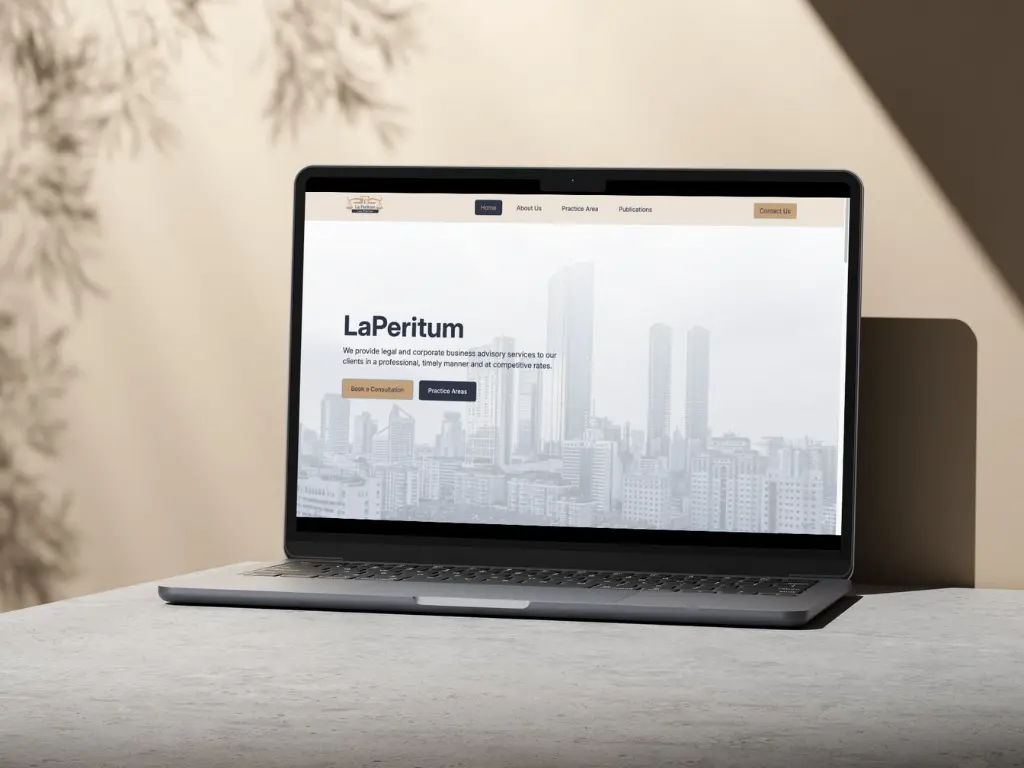 LaPeritum
Home
About Us
Practice Area
Publications
Contact Us
LaPeritum
We provide legal and corporate business advisory services to our
clients in a professional, timely manner and at competitive rates.
Book a Consultation
Practice Areas